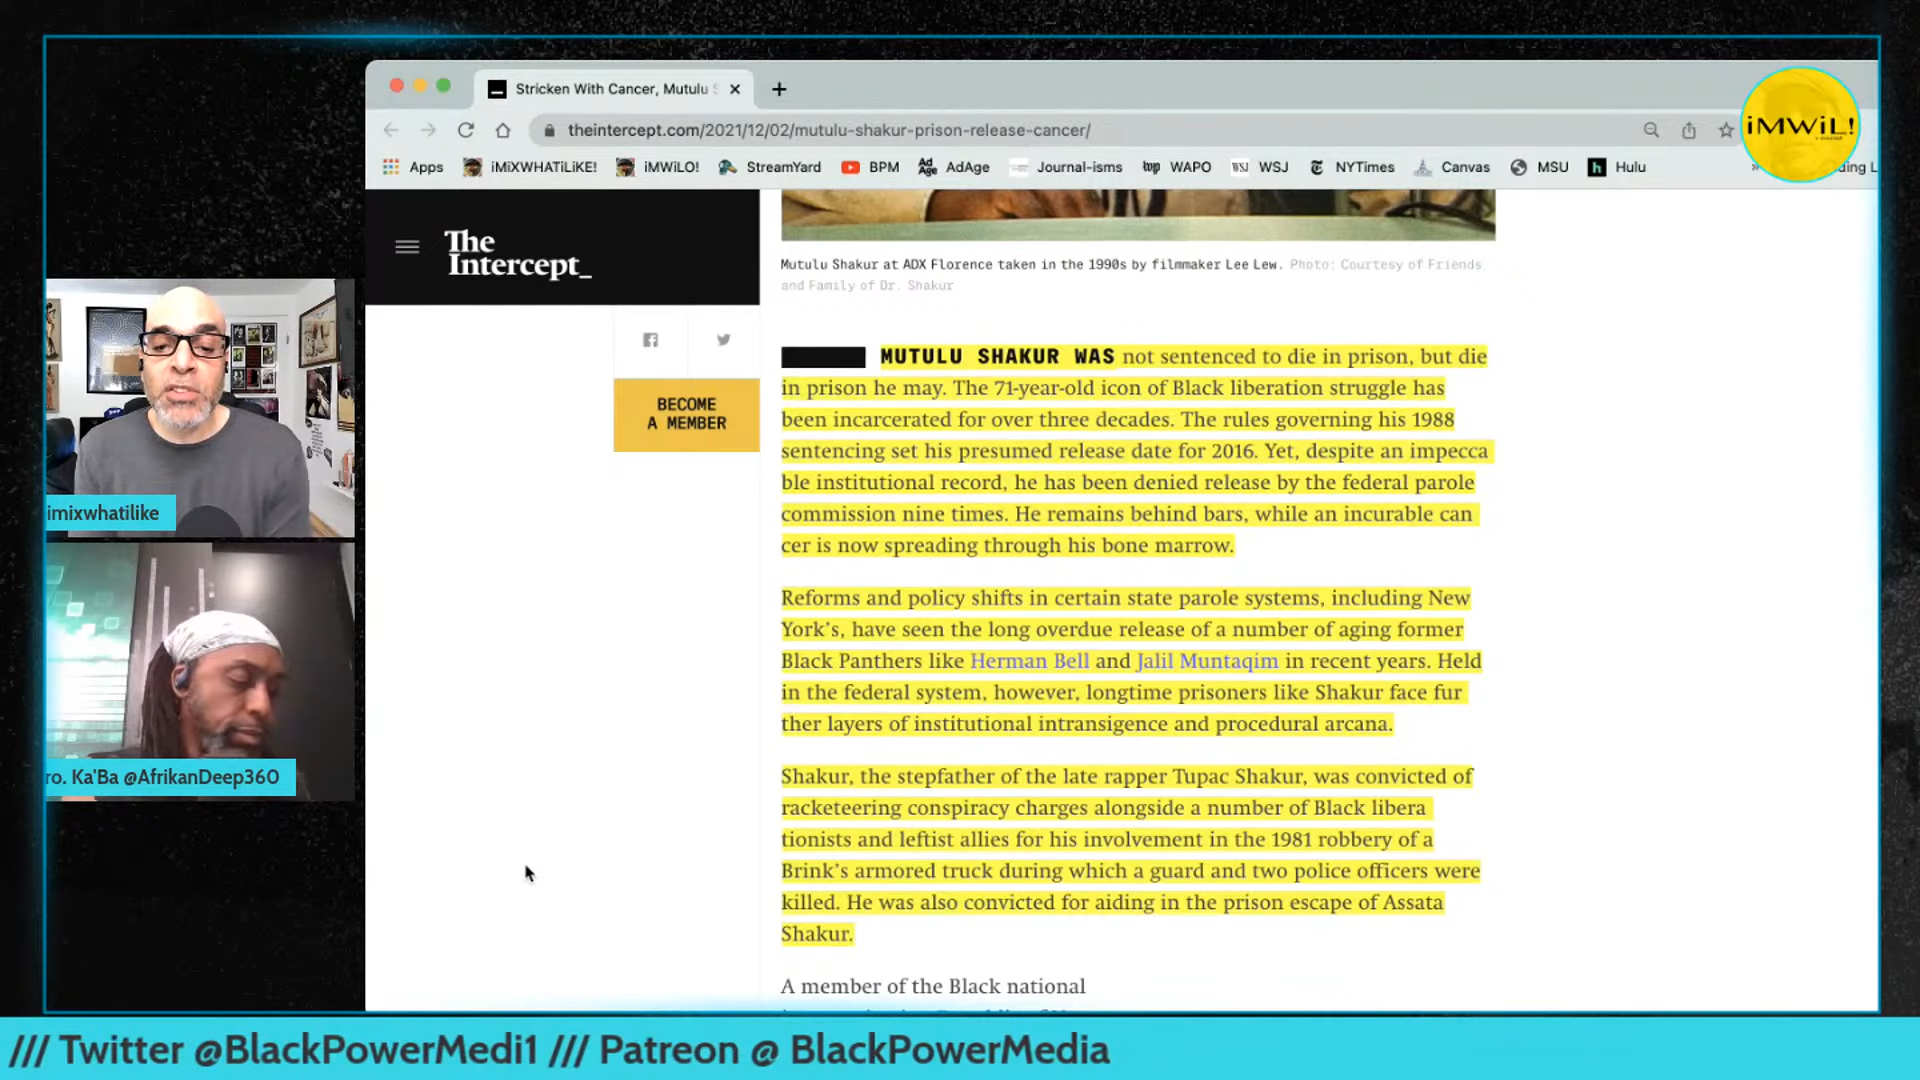 Stricken With Cancer, Mutulu S
theintercept.com/2021/12/02/mutulu-shakur-prison-release-cancer/
iMWiL!
Apps iMiXWHATiLiKE! iMWiLO! StreamYard BPM AdAge Journal-isms WAPO WSJ NYTimes Canvas MSU Hulu » ding L
The
Intercept_
Mutulu Shakur at ADX Florence taken in the 1990s by filmmaker Lee Lew. Photo: Courtesy of Friends
and Family of Dr. Shakur
BECOME
A MEMBER
MUTULU SHAKUR WAS not sentenced to die in prison, but die
in prison he may. The 71-year-old icon of Black liberation struggle has
been incarcerated for over three decades. The rules governing his 1988
sentencing set his presumed release date for 2016. Yet, despite an impecca
ble institutional record, he has been denied release by the federal parole
commission nine times. He remains behind bars, while an incurable can
cer is now spreading through his bone marrow.
Reforms and policy shifts in certain state parole systems, including New
York's, have seen the long overdue release of a number of aging former
Black Panthers like Herman Bell and Jalil Muntaqim in recent years. Held
in the federal system, however, longtime prisoners like Shakur face fur
ther layers of institutional intransigence and procedural arcana.
Shakur, the stepfather of the late rapper Tupac Shakur, was convicted of
racketeering conspiracy charges alongside a number of Black libera
tionists and leftist allies for his involvement in the 1981 robbery of a
Brink's armored truck during which a guard and two police officers were
killed. He was also convicted for aiding in the prison escape of Assata
Shakur.
A member of the Black national
imixwhatilike
ro. Ka'Ba @AfrikanDeep360
/// Twitter @BlackPowerMedi1 /// Patreon @ BlackPowerMedia